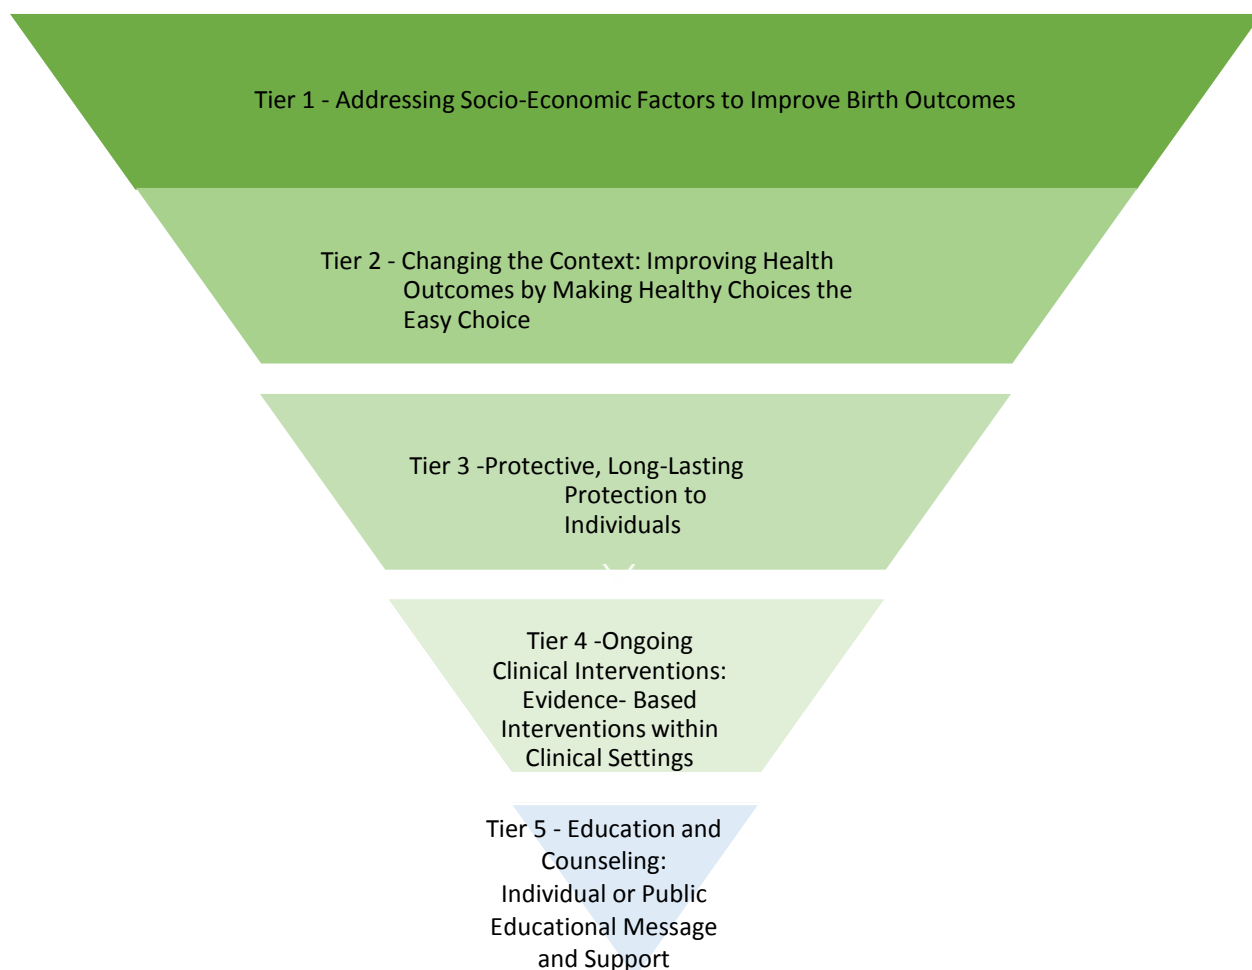 Tier 1 - Addressing Socio-Economic Factors to Improve Birth Outcomes
Tier 2 - Changing the Context: Improving Health
Outcomes by Making Healthy Choices the
Easy Choice
Tier 3 -Protective, Long-Lasting
Protection to
Individuals
Tier 4 -Ongoing
Clinical Interventions:
Evidence- Based
Interventions within
Clinical Settings
Tier 5 - Education and
Counseling:
Individual or Public
Educational Message
and Support